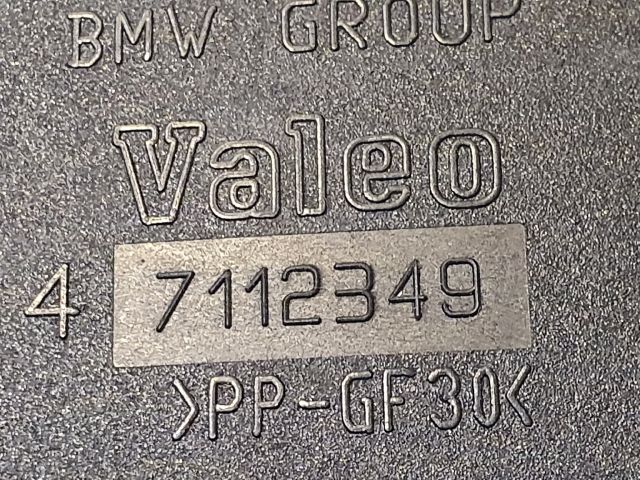 BMW GROUP
Valeo
4 7112349
>PP-GF30<